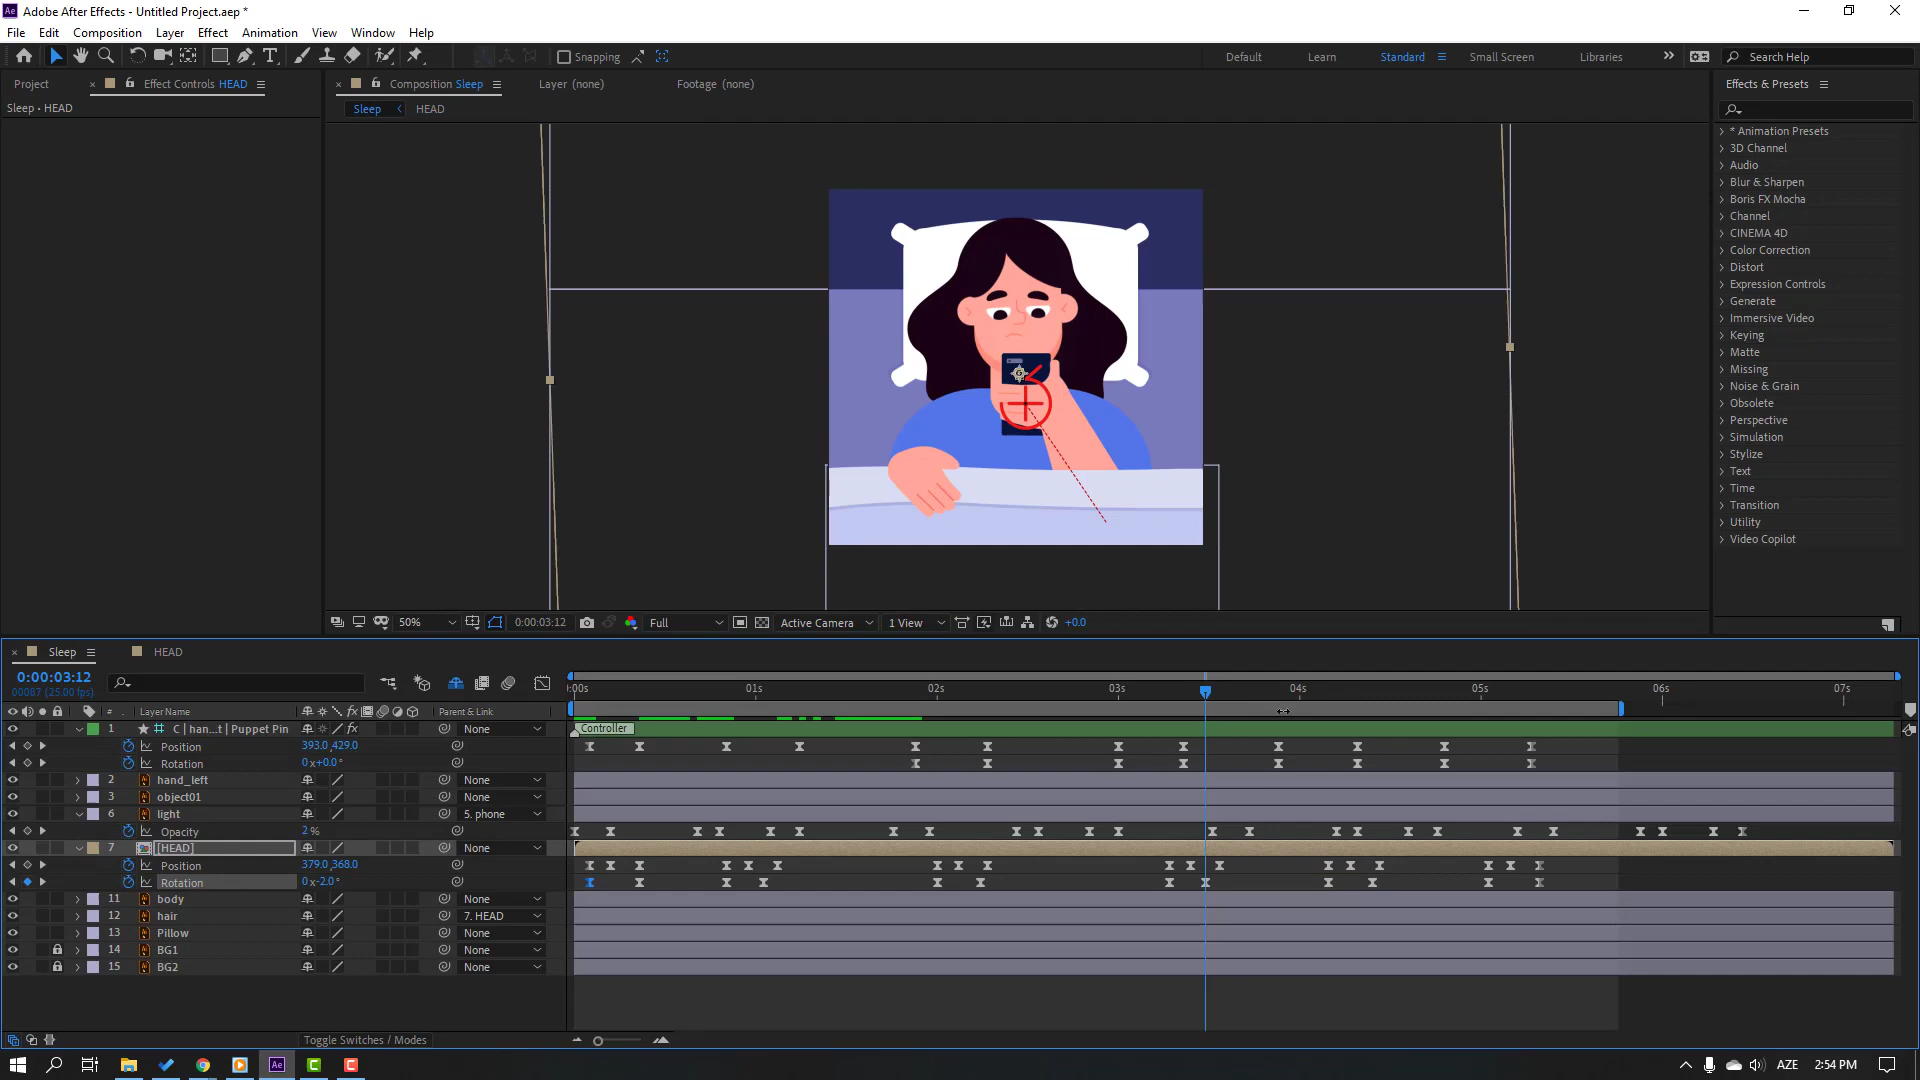 Adobe After Effects - Untitled Project.aep *
File Edit Composition Layer Effect Animation View Window Help
Snapping Default Learn Standard Small Screen Libraries Search Help
Project Effect Controls HEAD Composition Sleep Layer (none) Footage (none) Effects & Presets
Sleep • HEAD
Sleep HEAD
* Animation Presets
3D Channel
Audio
Blur & Sharpen
Boris FX Mocha
Channel
CINEMA 4D
Color Correction
Distort
Expression Controls
Generate
Immersive Video
Keying
Matte
Missing
Noise & Grain
Obsolete
Perspective
Simulation
Stylize
Text
Time
Transition
Utility
Video Copilot
50% 0:00:03:12 Full Active Camera 1 View +0.0
Sleep HEAD
0:00:03:12
00087 (25.00 fps)
:00s 01s 02s 03s 04s 05s 06s 07s
# Layer Name Parent & Link
1 C | han...t | Puppet Pin None Controller
Position 393.0,429.0
Rotation 0x+0.0°
2 hand_left None
3 object01 None
6 light 5. phone
Opacity 2%
7 [HEAD] None
Position 379.0,368.0
Rotation 0x-2.0°
11 body None
12 hair 7. HEAD
13 Pillow None
14 BG1 None
15 BG2 None
Toggle Switches / Modes
AZE 2:54 PM